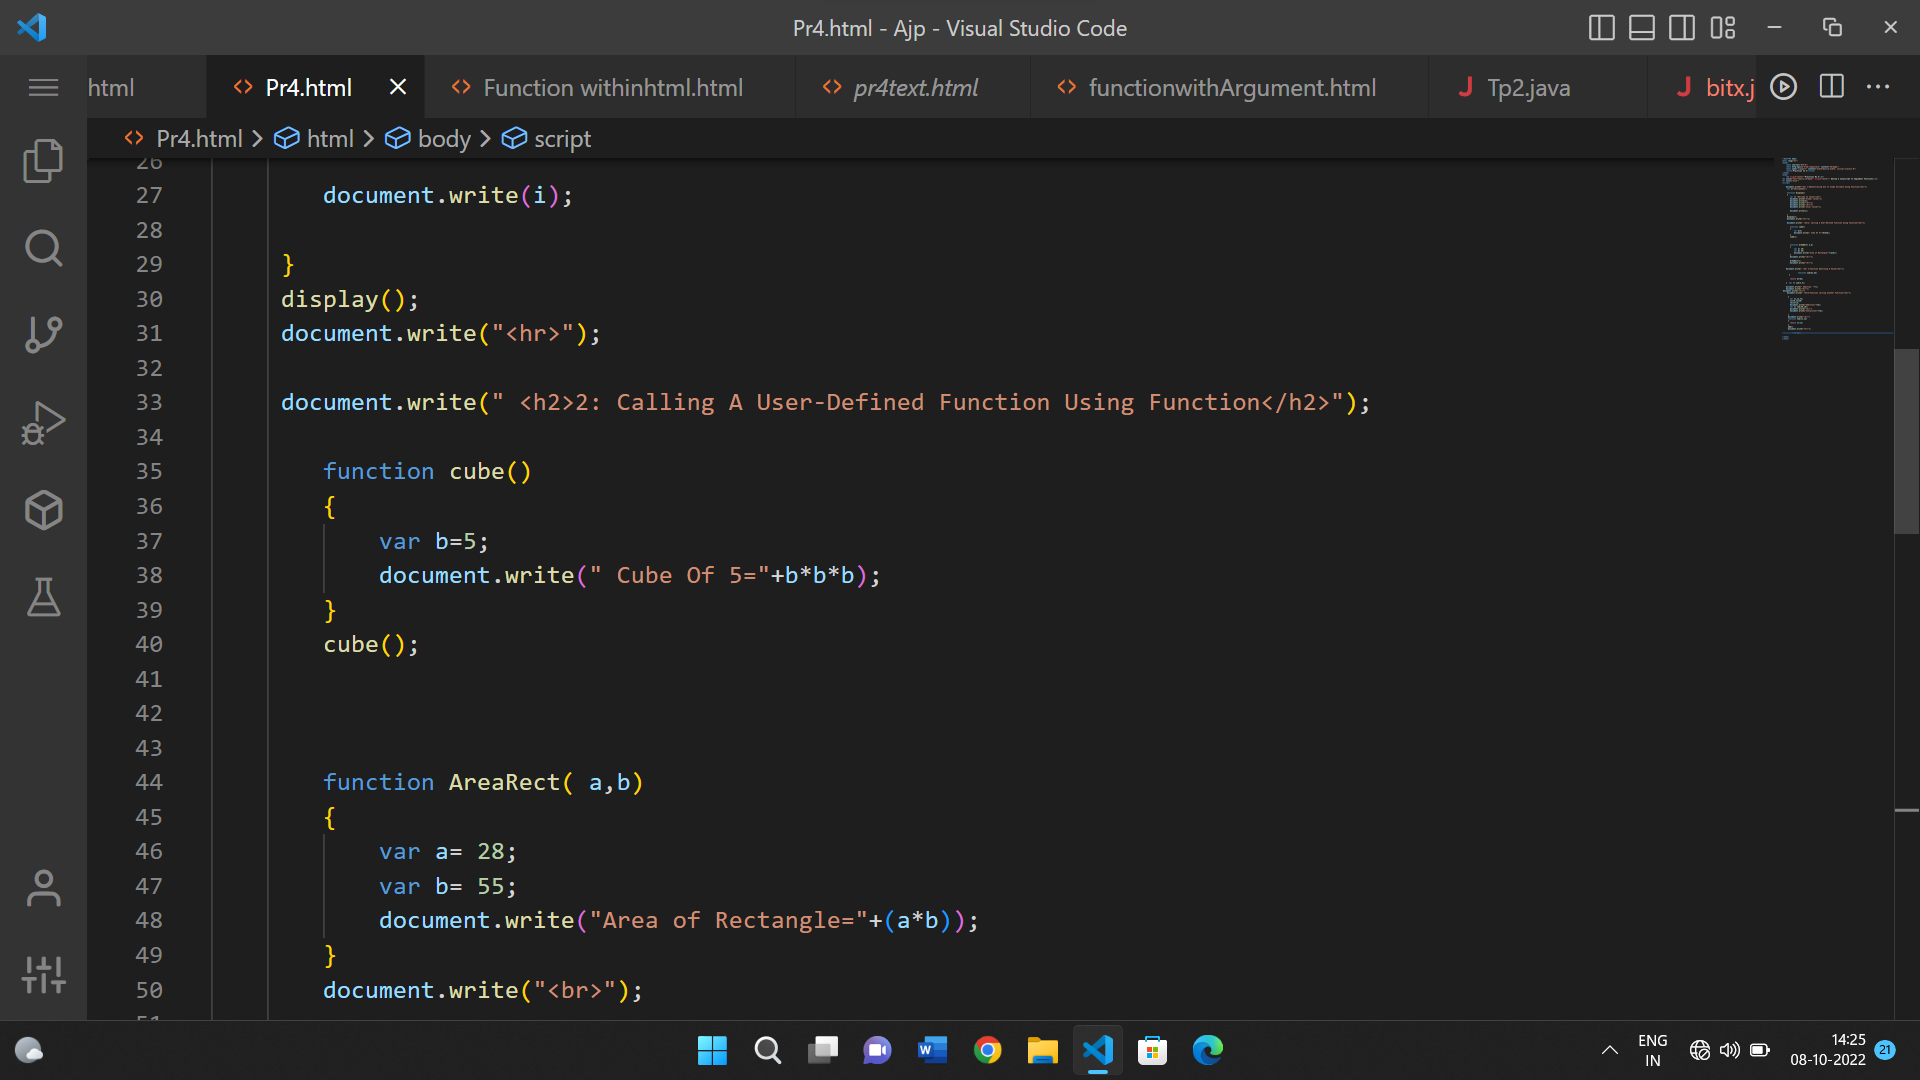 Pr4.html - Ajp - Visual Studio Code
html
Pr4.html
Function withinhtml.html
pr4text.html
functionwithArgument.html
Tp2.java
bitx.j
Pr4.html > html > body > script
26
27 document.write(i);
28
29 }
30 display();
31 document.write("<hr>");
32
33 document.write(" <h2>2: Calling A User-Defined Function Using Function</h2>");
34
35 function cube()
36 {
37 var b=5;
38 document.write(" Cube Of 5="+b*b*b);
39 }
40 cube();
41
42
43
44 function AreaRect( a,b)
45 {
46 var a= 28;
47 var b= 55;
48 document.write("Area of Rectangle="+(a*b));
49 }
50 document.write("<br>");
51
ENG
IN
14:25
08-10-2022
21